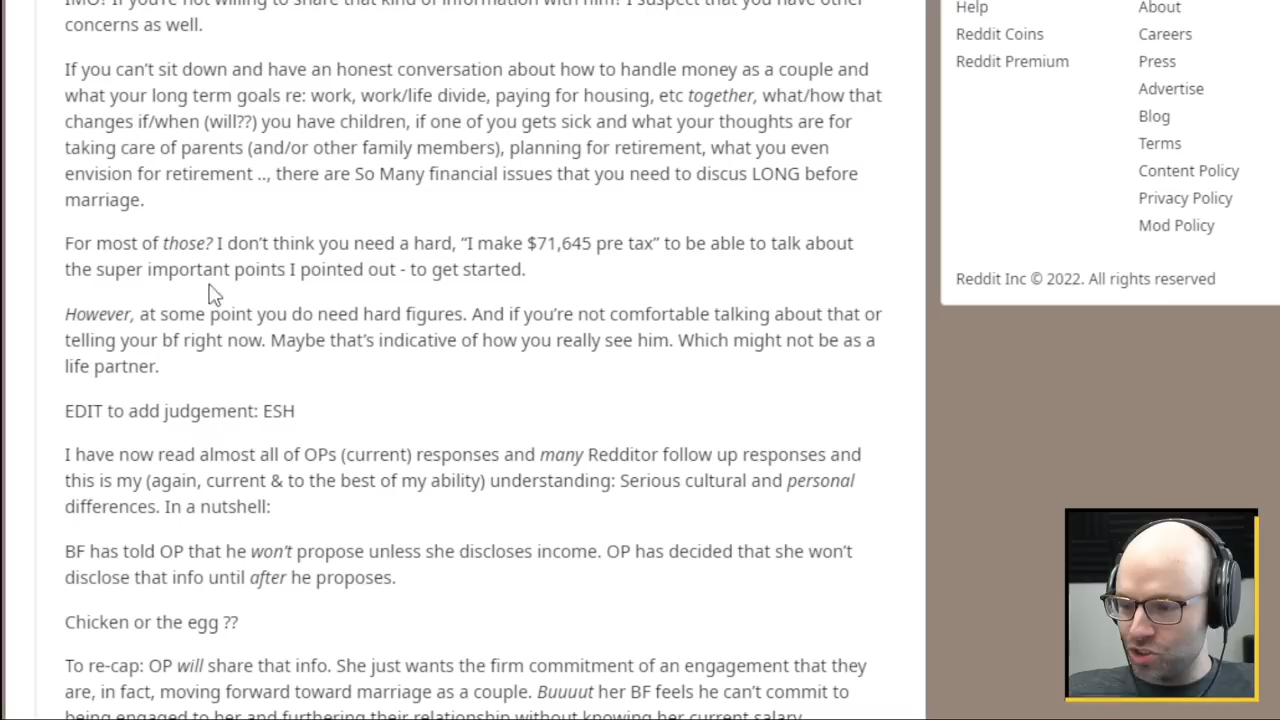 IMO? If you're not willing to share that kind of information with him? I suspect that you have other
concerns as well.
If you can't sit down and have an honest conversation about how to handle money as a couple and
what your long term goals re: work, work/life divide, paying for housing, etc together, what/how that
changes if/when (will??) you have children, if one of you gets sick and what your thoughts are for
taking care of parents (and/or other family members), planning for retirement, what you even
envision for retirement .., there are So Many financial issues that you need to discus LONG before
marriage.
For most of those? I don't think you need a hard, "I make $71,645 pre tax" to be able to talk about
the super important points I pointed out - to get started.
However, at some point you do need hard figures. And if you're not comfortable talking about that or
telling your bf right now. Maybe that's indicative of how you really see him. Which might not be as a
life partner.
EDIT to add judgement: ESH
I have now read almost all of OPs (current) responses and many Redditor follow up responses and
this is my (again, current & to the best of my ability) understanding: Serious cultural and personal
differences. In a nutshell:
BF has told OP that he won't propose unless she discloses income. OP has decided that she won't
disclose that info until after he proposes.
Chicken or the egg ??
To re-cap: OP will share that info. She just wants the firm commitment of an engagement that they
are, in fact, moving forward toward marriage as a couple. Buuuut her BF feels he can't commit to
being engaged to her and furthering their relationship without knowing her current salary.
Help
Reddit Coins
Reddit Premium
About
Careers
Press
Advertise
Blog
Terms
Content Policy
Privacy Policy
Mod Policy
Reddit Inc © 2022. All rights reserved